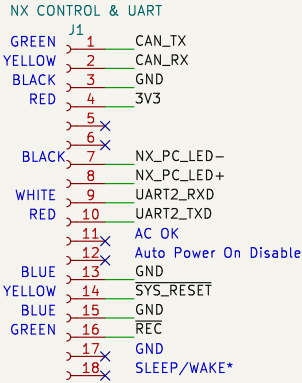 NX CONTROL & UART
J1
GREEN 1 CAN_TX
YELLOW 2 CAN_RX
BLACK 3 GND
RED 4 3V3
5
6
BLACK 7 NX_PC_LED-
8 NX_PC_LED+
WHITE 9 UART2_RXD
RED 10 UART2_TXD
11 AC OK
12 Auto Power On Disable
BLUE 13 GND
YELLOW 14 SYS_RESET
BLUE 15 GND
GREEN 16 REC
17 GND
18 SLEEP/WAKE*